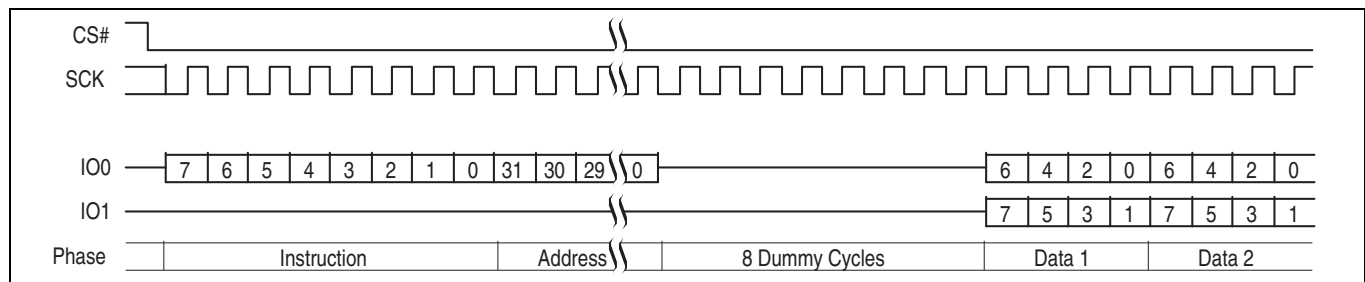 CS#
SCK
IO0 7 6 5 4 3 2 1 0 31 30 29 0 6 4 2 0 6 4 2 0
IO1 7 5 3 1 7 5 3 1
Phase Instruction Address 8 Dummy Cycles Data 1 Data 2